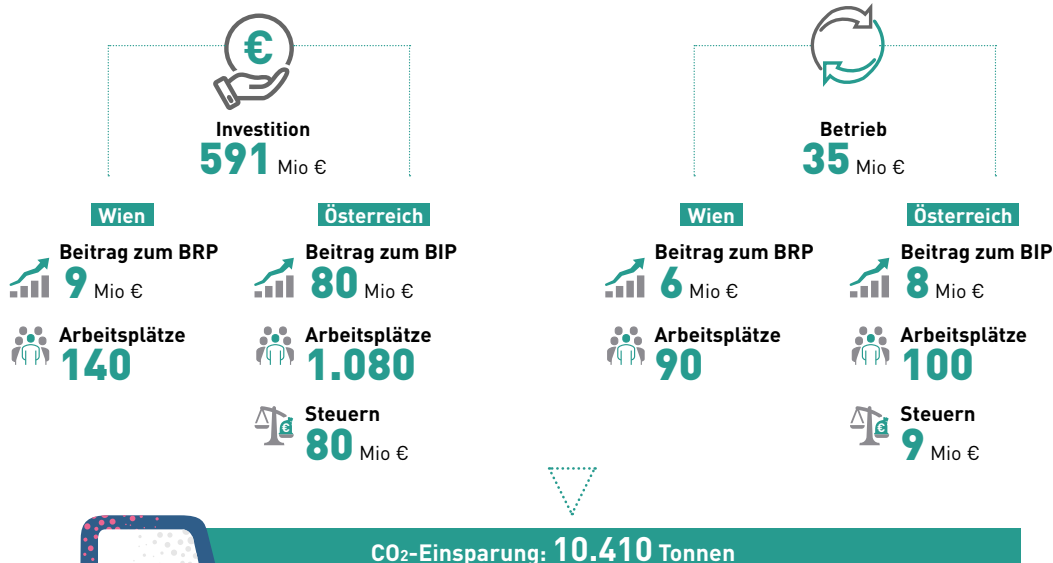 €
Investition
591 Mio €
Wien
Beitrag zum BRP
9 Mio €
Arbeitsplätze
140
Österreich
Beitrag zum BIP
80 Mio €
Arbeitsplätze
1.080
€
Steuern
80 Mio €
Betrieb
35 Mio €
Wien
Beitrag zum BRP
6 Mio €
Arbeitsplätze
90
Österreich
Beitrag zum BIP
8 Mio €
Arbeitsplätze
100
€
Steuern
9 Mio €
CO2-Einsparung: 10.410 Tonnen